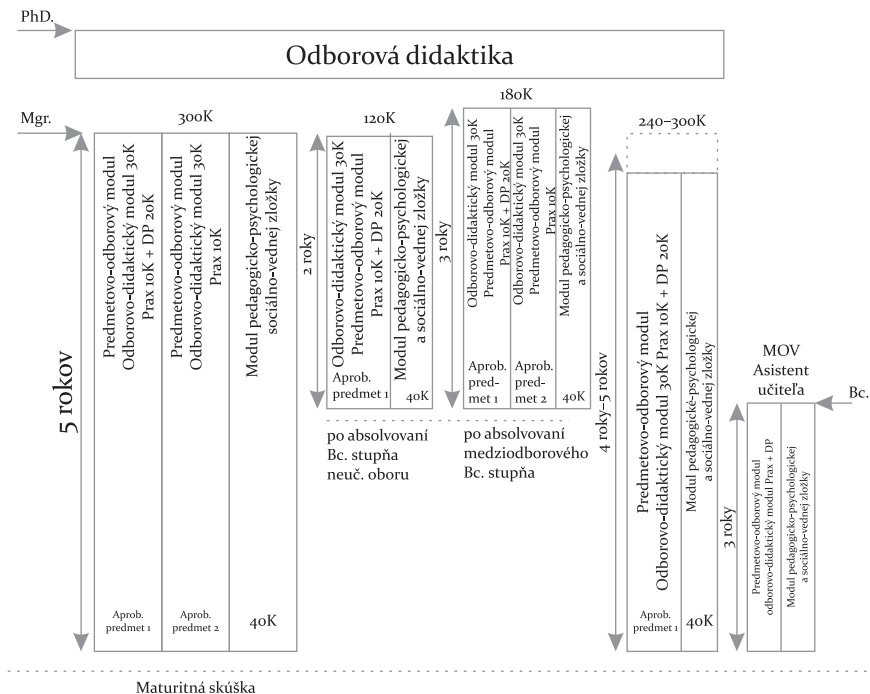 PhD.
Odborová didaktika
Mgr.
300K
5 rokov
Predmetovo-odborový modul
Odborovo-didaktický modul 30K
Prax 10K + DP 20K
Aprob.
predmet 1
Predmetovo-odborový modul
Odborovo-didaktický modul 30K
Prax 10K
Aprob.
predmet 2
Modul pedagogicko-psychologickej
sociálno-vednej zložky
40K
120K
2 roky
Odborovo-didaktický modul 30K
Predmetovo-odborový modul
Prax 10K + DP 20K
Aprob.
predmet 1
Modul pedagogicko-psychologickej
a sociálno-vednej zložky
40K
po absolvovaní
Bc. stupňa
neuč. oboru
180K
3 roky
Odborovo-didaktický modul 30K
Predmetovo-odborový modul
Prax 10K + DP 20K
Aprob.
pred-
met 1
Odborovo-didaktický modul 30K
Predmetovo-odborový modul
Prax 10K
Aprob.
pred-
met 2
Modul pedagogicko-psychologickej
a sociálno-vednej zložky
40K
po absolvovaní
medziodborového
Bc. stupňa
240–300K
4 roky–5 rokov
Predmetovo-odborový modul
Odborovo-didaktický modul 30K Prax 10K + DP 20K
Aprob.
predmet 1
Modul pedagogické-psychologickej
a sociálno-vednej zložky
40K
MOV
Asistent
učiteľa
Bc.
3 roky
Predmetovo-odborový modul
odborovo-didaktický modul Prax + DP
Modul pedagogicko-psychologickej
a sociálno-vednej zložky
Maturitná skúška